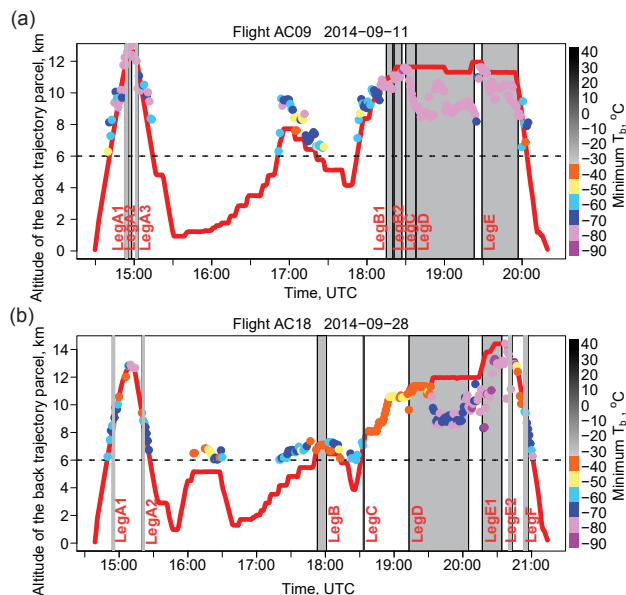 (a)
Flight AC09 2014-09-11
Altitude of the back trajectory parcel, km
12
10
8
6
4
2
0
LegA1
LegA2
LegA3
LegB1
LegB2
LegC
LegD
LegE
15:00 16:00 17:00 18:00 19:00 20:00
Time, UTC
40
30
20
10
0
−10
−20
−30
−40
−50
−60
−70
−80
−90
Minimum Tb, °C
(b)
Flight AC18 2014-09-28
Altitude of the back trajectory parcel, km
14
12
10
8
6
4
2
0
LegA1
LegA2
LegB
LegC
LegD
LegE1
LegE2
LegF
15:00 16:00 17:00 18:00 19:00 20:00 21:00
Time, UTC
40
30
20
10
0
−10
−20
−30
−40
−50
−60
−70
−80
−90
Minimum Tb, °C